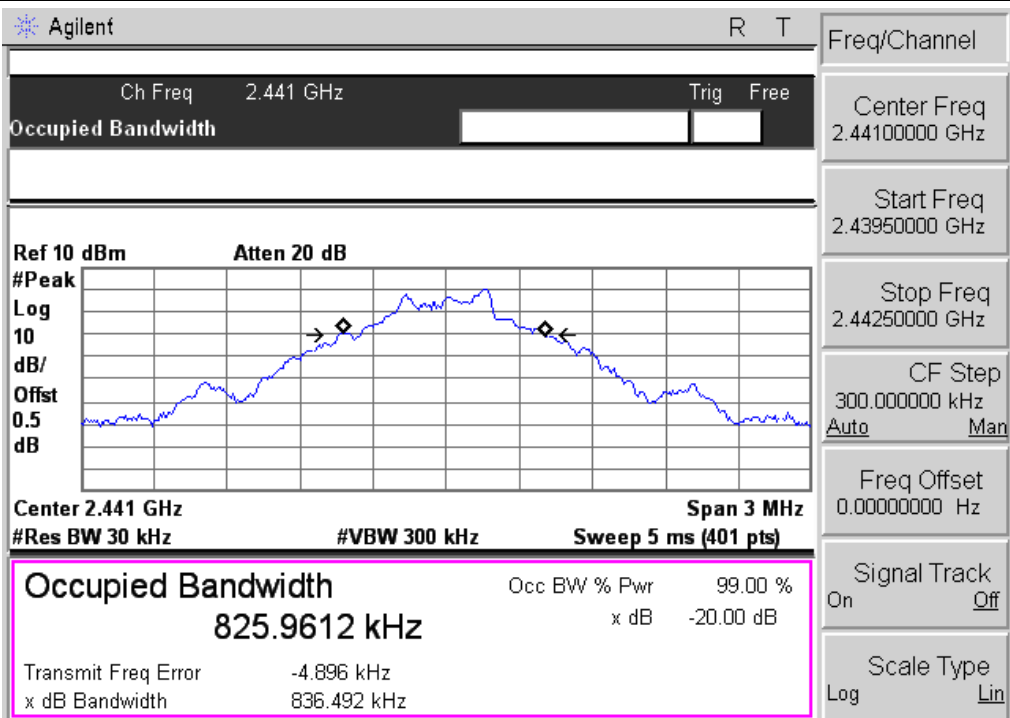 Agilent R T
Ch Freq 2.441 GHz Trig Free
Occupied Bandwidth
Ref 10 dBm Atten 20 dB
#Peak
Log
10
dB/
Offst
0.5
dB
Center 2.441 GHz Span 3 MHz
#Res BW 30 kHz #VBW 300 kHz Sweep 5 ms (401 pts)
Occupied Bandwidth Occ BW % Pwr 99.00 %
825.9612 kHz x dB -20.00 dB
Transmit Freq Error -4.896 kHz
x dB Bandwidth 836.492 kHz
Freq/Channel
Center Freq
2.44100000 GHz
Start Freq
2.43950000 GHz
Stop Freq
2.44250000 GHz
CF Step
300.000000 kHz
Auto Man
Freq Offset
0.00000000 Hz
Signal Track
On Off
Scale Type
Log Lin